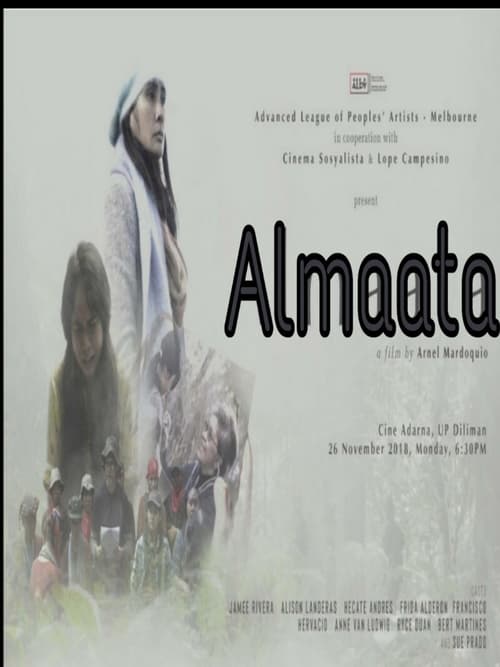 Advanced League of Peoples' Artists - Melbourne
in cooperation with
Cinema Sosyalista & Lope Campesino
present
Almaata
a film by Arnel Mardoquio
Cine Adarna, UP Diliman
26 November 2018, Monday, 6:30PM
CAST:
JAMEE RIVERA ALISON LANDERAS HECATE ANDRES FRIDA ALDERON FRANCISCO
HERVACIO ANNE VAN LUDWIG RYCE DUAN BERT MARTINES
AND SUE PRADO